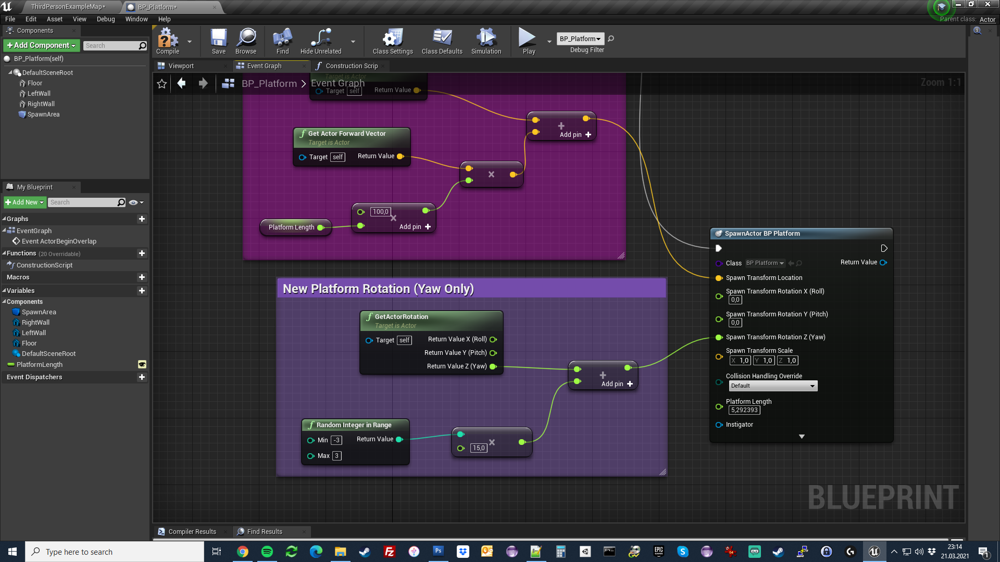 ThirdPersonExampleMap*
BP_Platform*
File Edit Asset View Debug Window Help
Parent class: Actor
Components
+Add Component
Search
BP_Platform(self)
DefaultSceneRoot
Floor
LeftWall
RightWall
SpawnArea
Compile
Save
Browse
Find
Hide Unrelated
Class Settings
Class Defaults
Simulation
Play
BP_Platform
Debug Filter
Viewport
Event Graph
Construction Scrip
BP_Platform > Event Graph
Zoom 1:1
Target is Actor
Target self Return Value
Get Actor Forward Vector
Target is Actor
Target self Return Value
Add pin +
Platform Length
100,0
Add pin +
New Platform Rotation (Yaw Only)
GetActorRotation
Target is Actor
Target self
Return Value X (Roll)
Return Value Y (Pitch)
Return Value Z (Yaw)
Add pin +
Random Integer in Range
Min -3 Return Value
Max 3
15,0
SpawnActor BP Platform
Class BP Platform
Return Value
Spawn Transform Location
Spawn Transform Rotation X (Roll)
0,0
Spawn Transform Rotation Y (Pitch)
0,0
Spawn Transform Rotation Z (Yaw)
Spawn Transform Scale
X 1,0 Y 1,0 Z 1,0
Collision Handling Override
Default
Platform Length
5,292393
Instigator
BLUEPRINT
My Blueprint
+Add New
Search
Graphs
EventGraph
Event ActorBeginOverlap
Functions (20 Overridable)
ConstructionScript
Macros
Variables
Components
SpawnArea
RightWall
LeftWall
Floor
DefaultSceneRoot
PlatformLength
Event Dispatchers
Compiler Results
Find Results
Type here to search
Ps
EPIC GAMES
64
23:14
21.03.2021
1